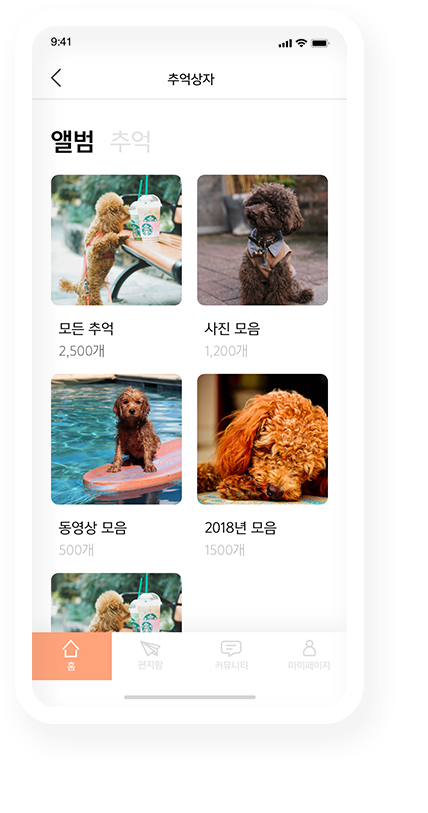 9:41
추억상자
앨범 추억
모든 추억 사진 모음
2,500개 1,200개
동영상 모음 2018년 모음
500개 1500개
홈 편지함 커뮤니티 마이페이지